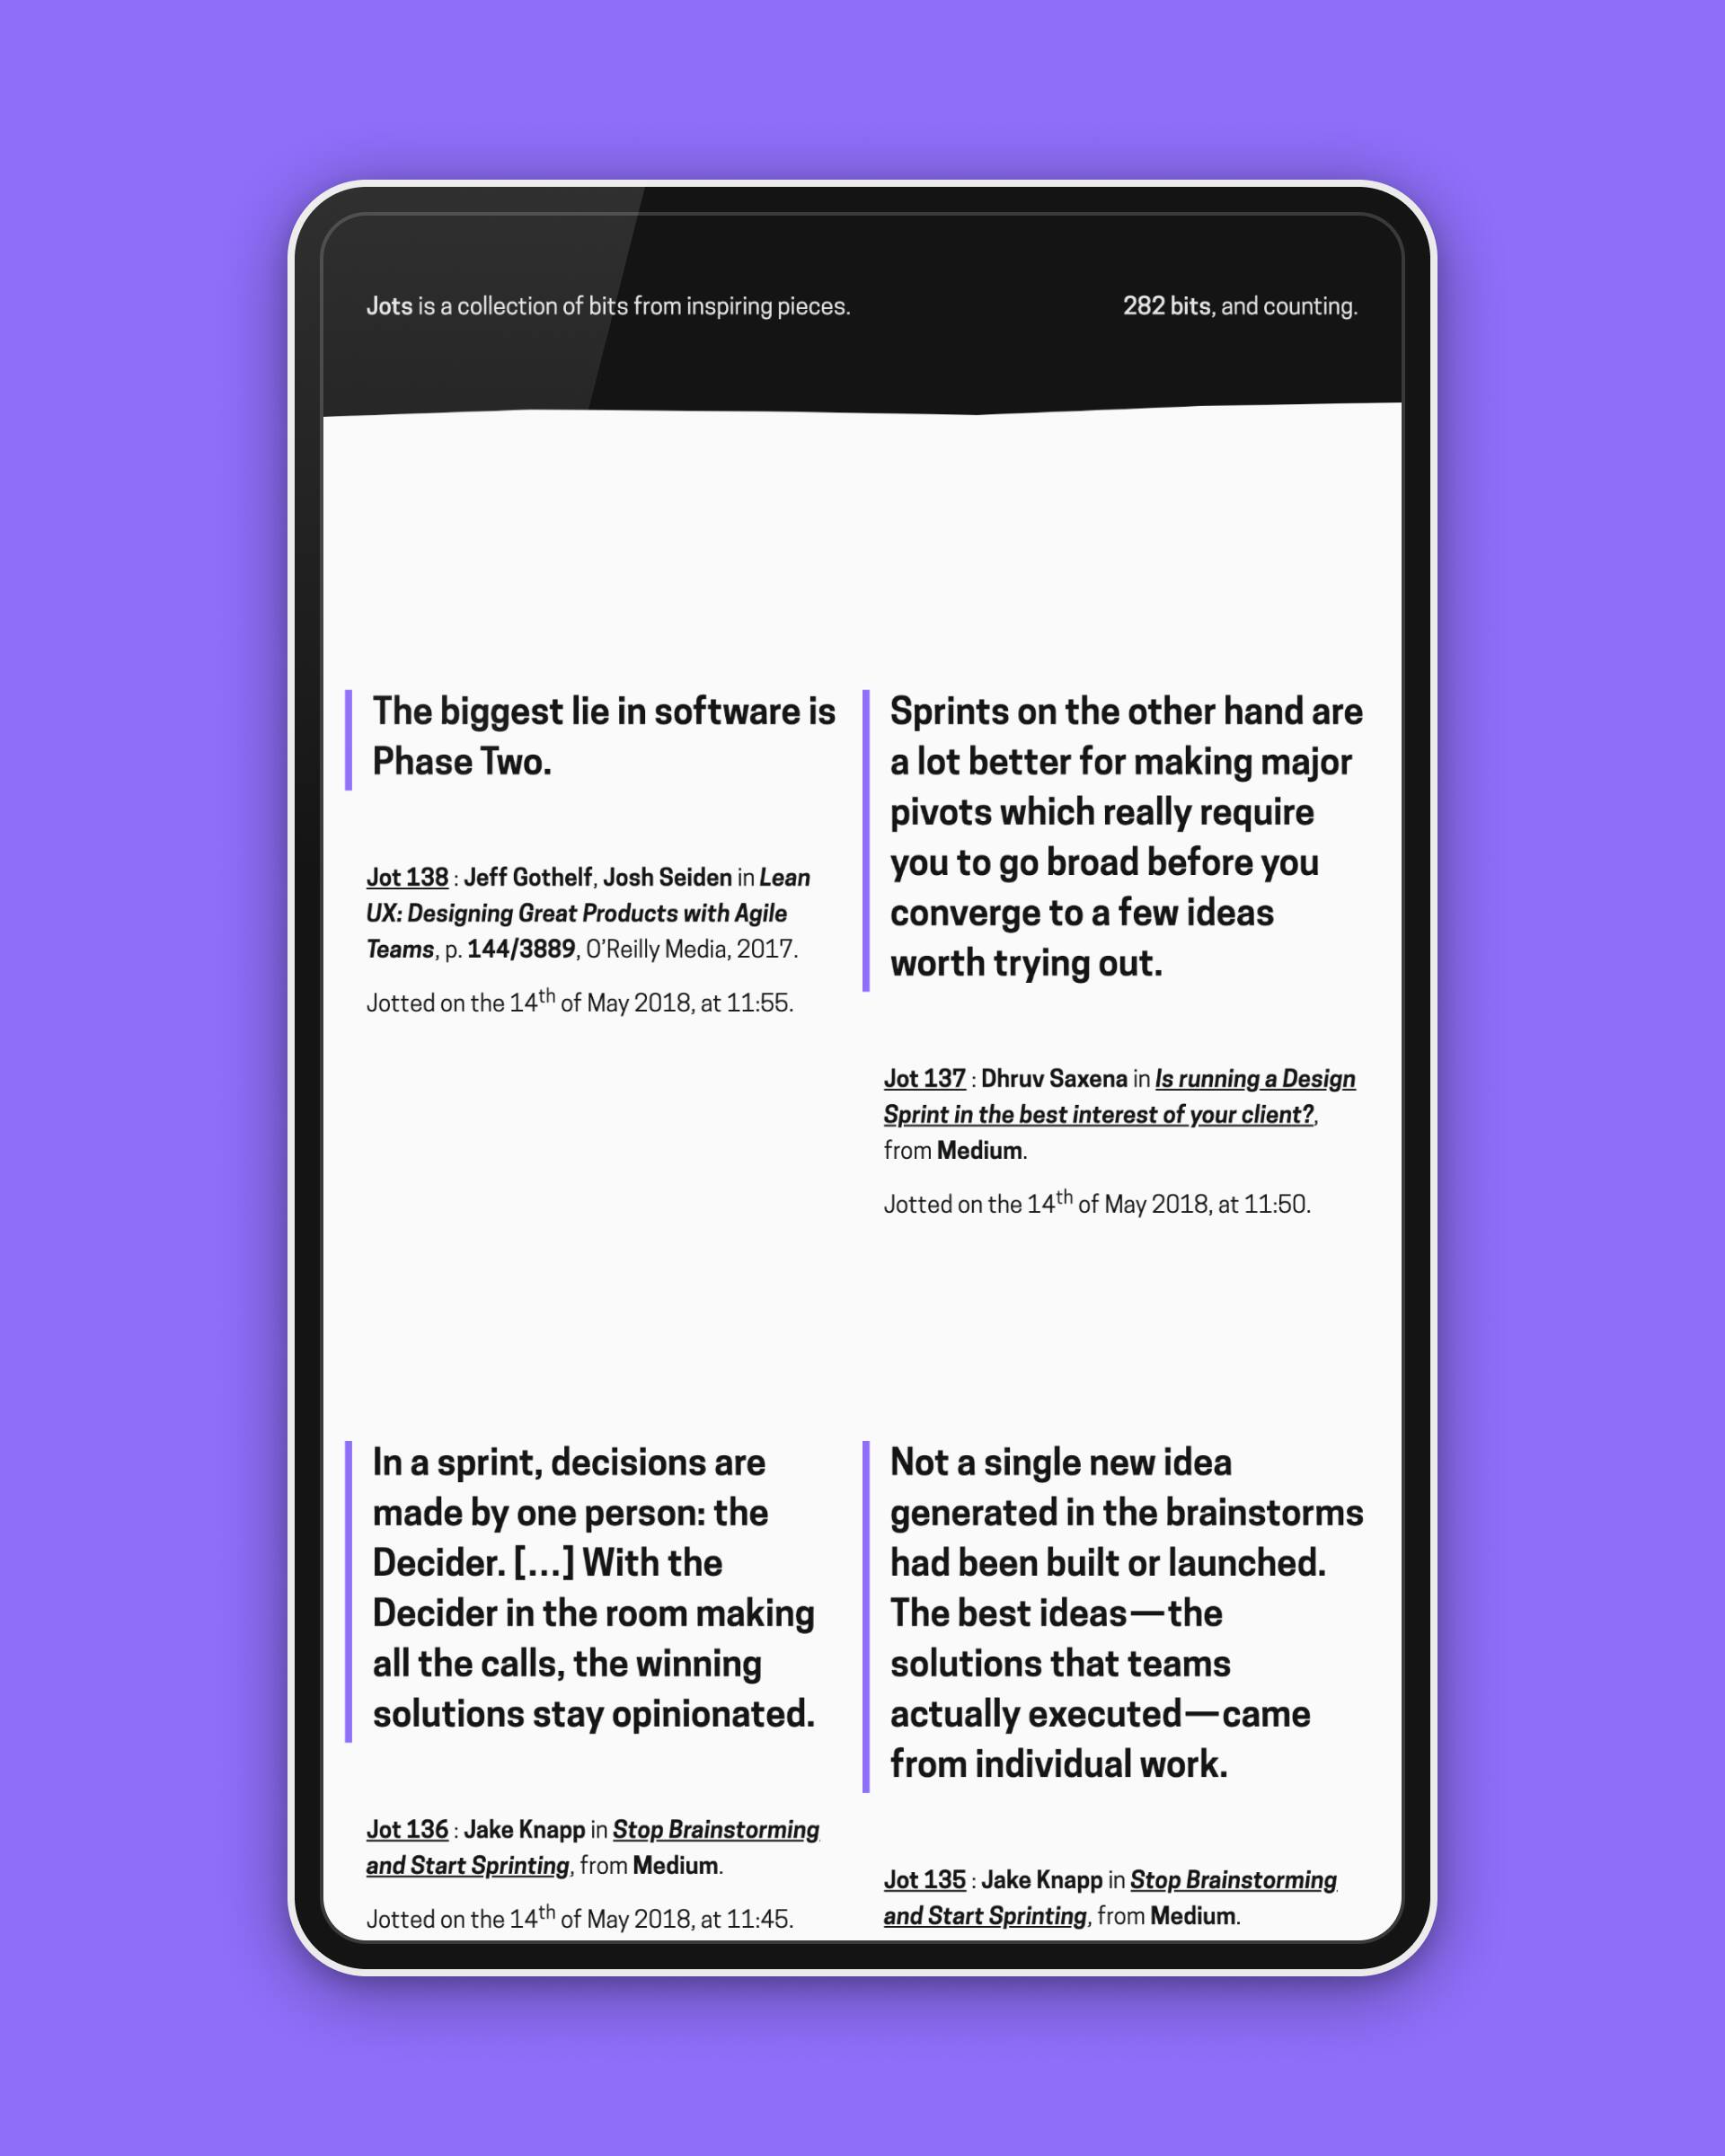 Jots is a collection of bits from inspiring pieces.
282 bits, and counting.
The biggest lie in software is
Phase Two.
Jot 138 : Jeff Gothelf, Josh Seiden in Lean
UX: Designing Great Products with Agile
Teams, p. 144/3889, O’Reilly Media, 2017.
Jotted on the 14th of May 2018, at 11:55.
Sprints on the other hand are
a lot better for making major
pivots which really require
you to go broad before you
converge to a few ideas
worth trying out.
Jot 137 : Dhruv Saxena in Is running a Design
Sprint in the best interest of your client?,
from Medium.
Jotted on the 14th of May 2018, at 11:50.
In a sprint, decisions are
made by one person: the
Decider. […] With the
Decider in the room making
all the calls, the winning
solutions stay opinionated.
Jot 136 : Jake Knapp in Stop Brainstorming
and Start Sprinting, from Medium.
Jotted on the 14th of May 2018, at 11:45.
Not a single new idea
generated in the brainstorms
had been built or launched.
The best ideas—the
solutions that teams
actually executed—came
from individual work.
Jot 135 : Jake Knapp in Stop Brainstorming
and Start Sprinting, from Medium.